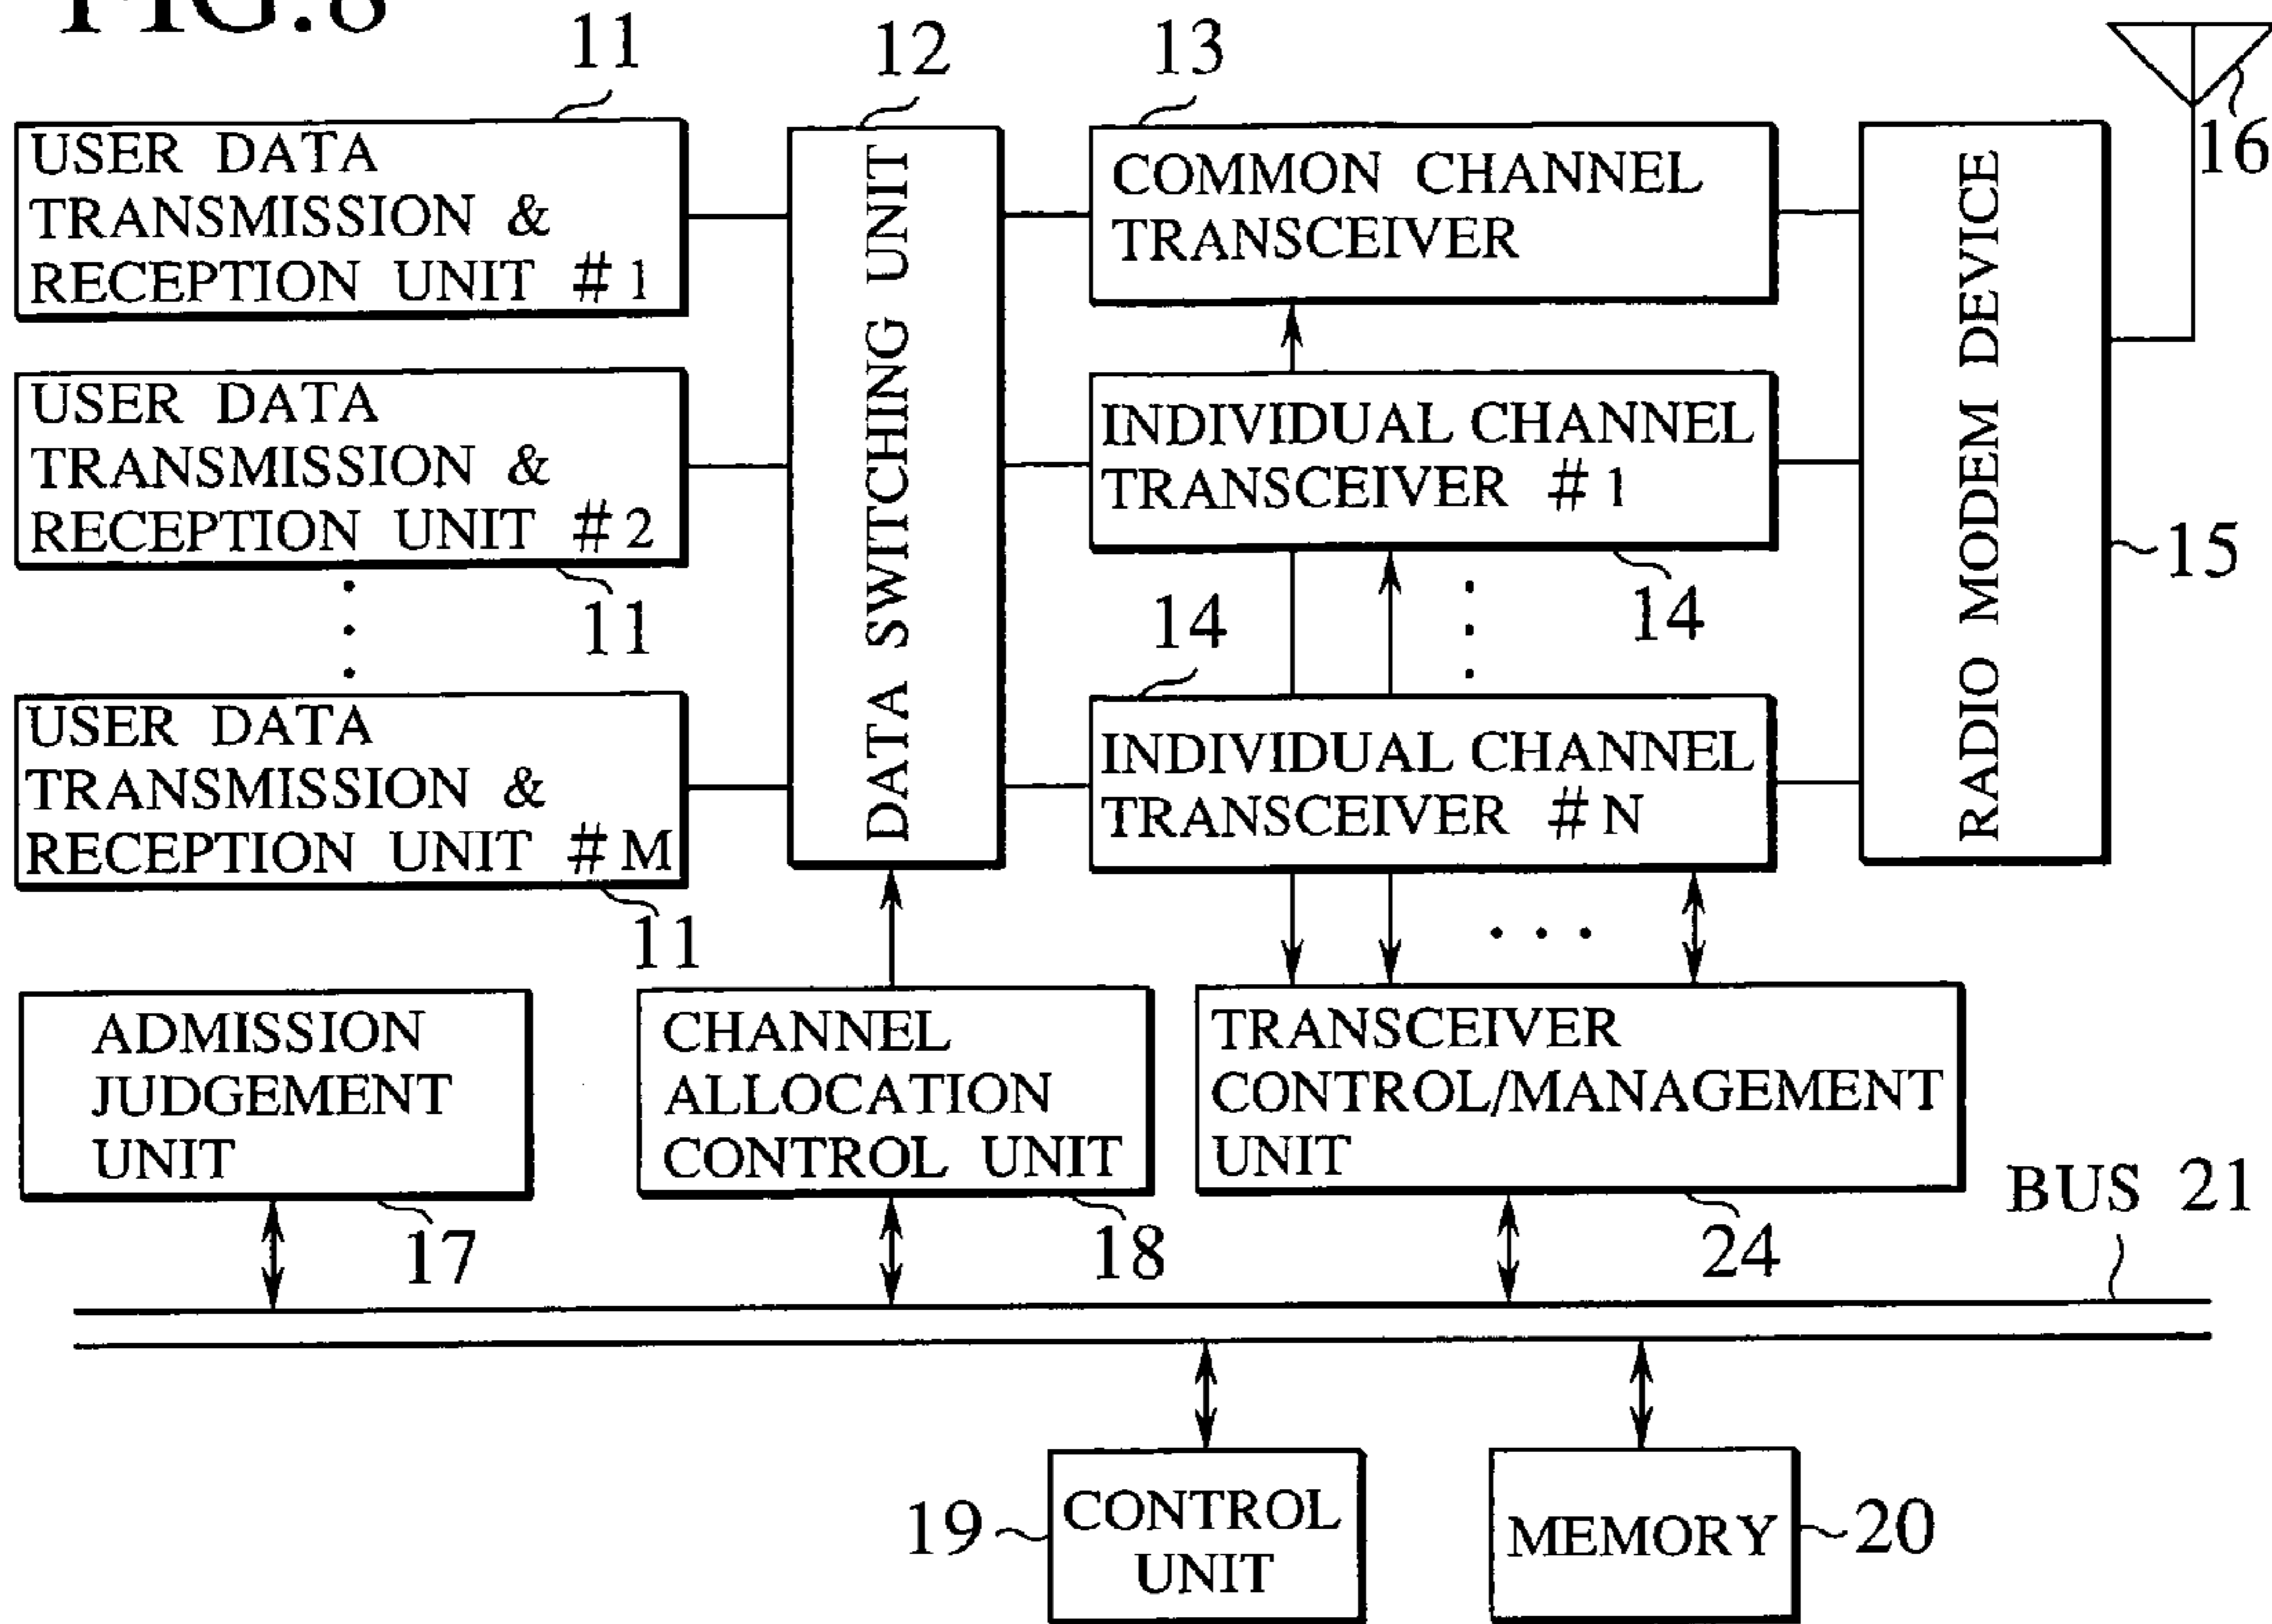 FIG.8
11
12
13
16
USER DATA
TRANSMISSION &
RECEPTION UNIT #1
DATA SWITCHING UNIT
COMMON CHANNEL
TRANSCEIVER
RADIO MODEM DEVICE
USER DATA
TRANSMISSION &
RECEPTION UNIT #2
INDIVIDUAL CHANNEL
TRANSCEIVER #1
15
11
14
14
USER DATA
TRANSMISSION &
RECEPTION UNIT #M
INDIVIDUAL CHANNEL
TRANSCEIVER #N
11
ADMISSION
JUDGEMENT
UNIT
CHANNEL
ALLOCATION
CONTROL UNIT
TRANSCEIVER
CONTROL/MANAGEMENT
UNIT
BUS 21
17
18
24
19
CONTROL
UNIT
MEMORY
20